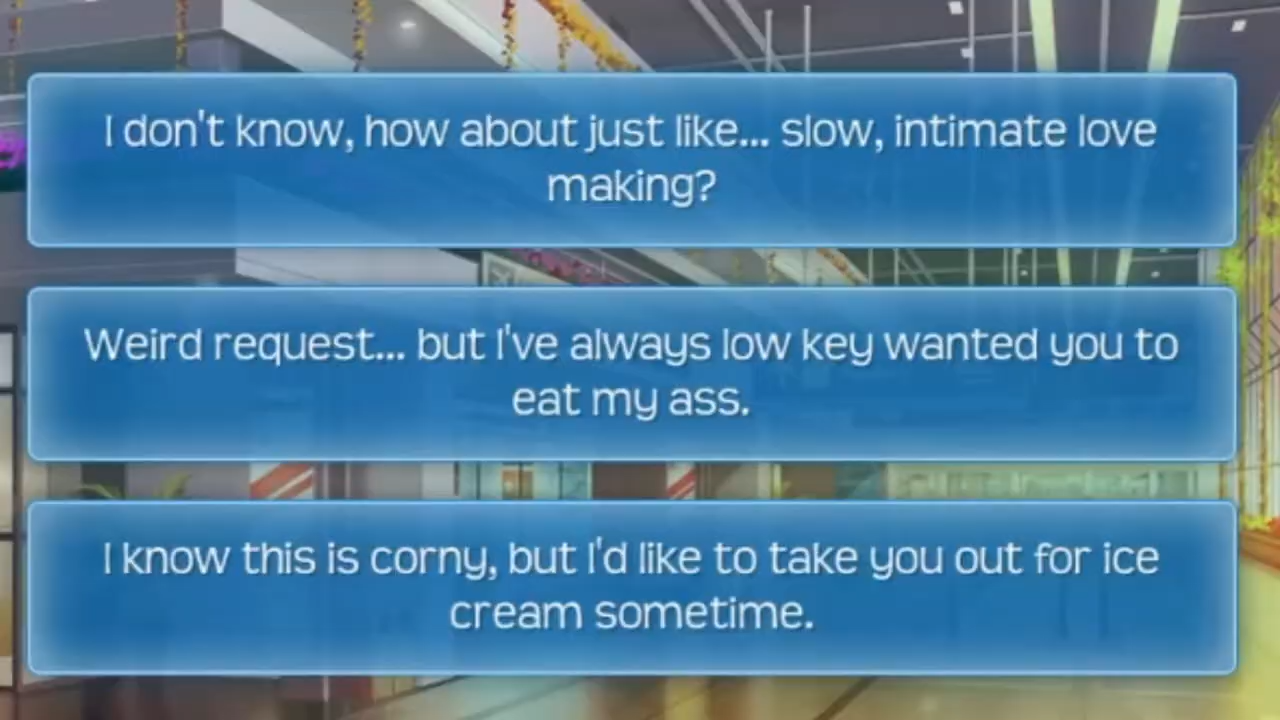 I don't know, how about just like... slow, intimate love
making?
Weird request... but I've always low key wanted you to
eat my ass.
I know this is corny, but I'd like to take you out for ice
cream sometime.